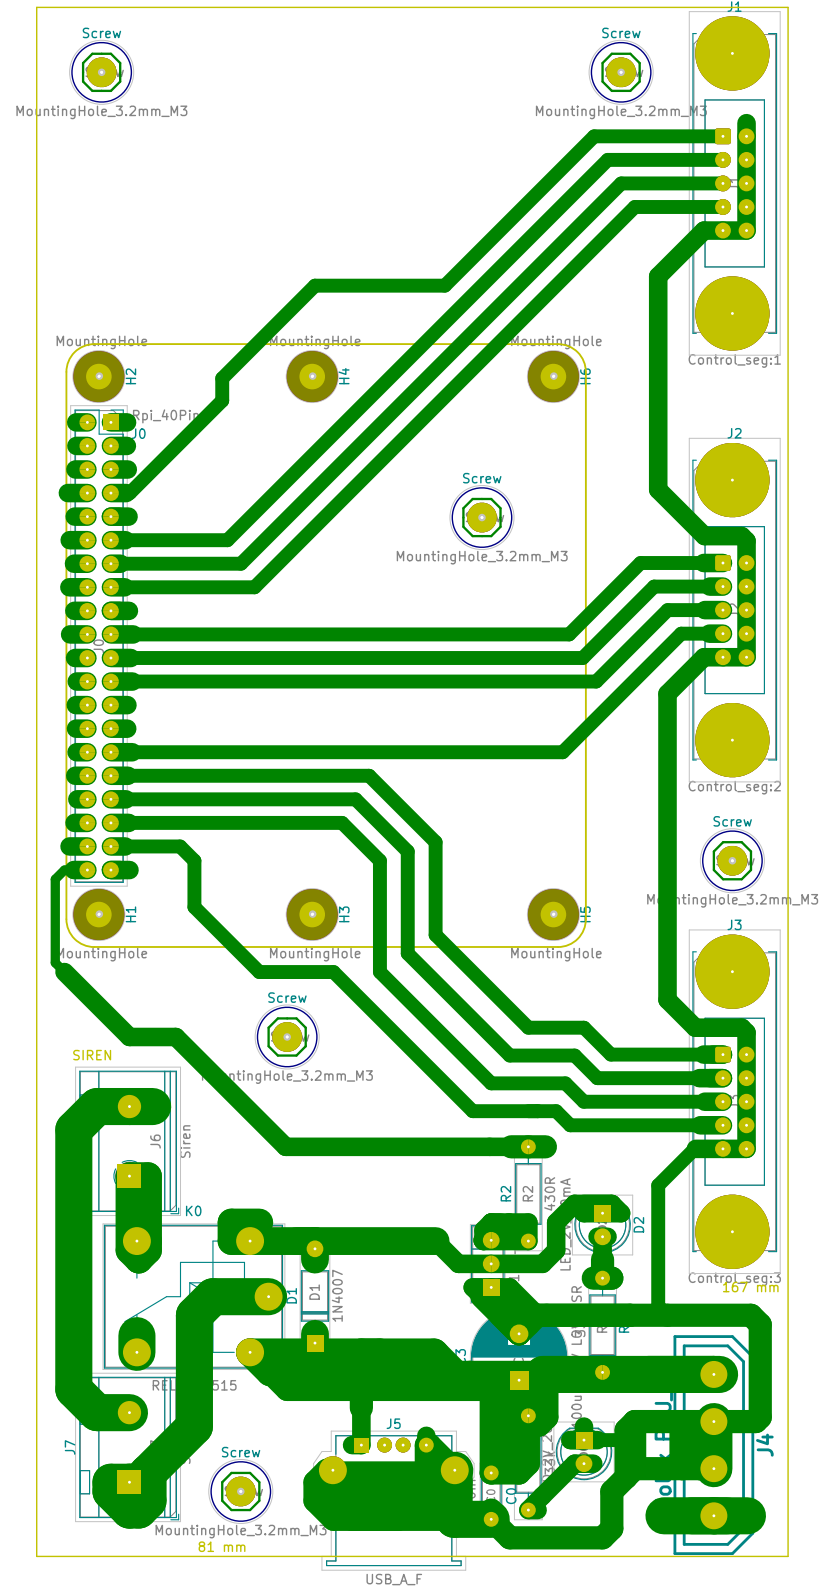 J1
Screw
Screw
MountingHole_3.2mm_M3
MountingHole_3.2mm_M3
MountingHole
MountingHole
MountingHole
Control_seg:1
H2
H4
H6
Rpi_40Pin
J0
J2
Screw
MountingHole_3.2mm_M3
J0
Control_seg:2
Screw
MountingHole_3.2mm_M3
H1
H3
H5
J3
MountingHole
MountingHole
MountingHole
Screw
SIREN
MountingHole_3.2mm_M3
J6
Siren
R2
R2
430R
K0
D2
Control_seg:3
167 mm
D1
D1
1N4007
J5
J7
J4
Screw
C0
MountingHole_3.2mm_M3
81 mm
USB_A_F